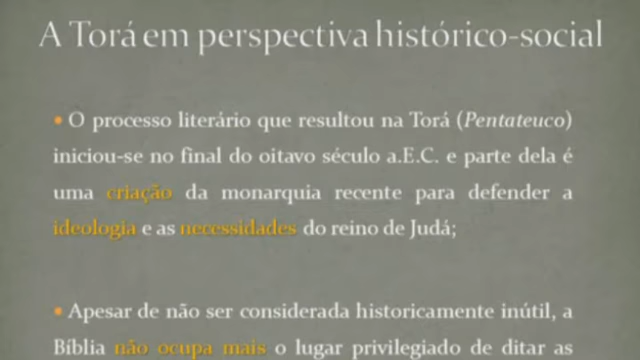 A Torá em perspectiva histórico-social
• O processo literário que resultou na Torá (Pentateuco)
iniciou-se no final do oitavo século a.E.C. e parte dela é
uma criação da monarquia recente para defender a
ideologia e as necessidades do reino de Judá;
• Apesar de não ser considerada historicamente inútil, a
Bíblia não ocupa mais o lugar privilegiado de ditar as